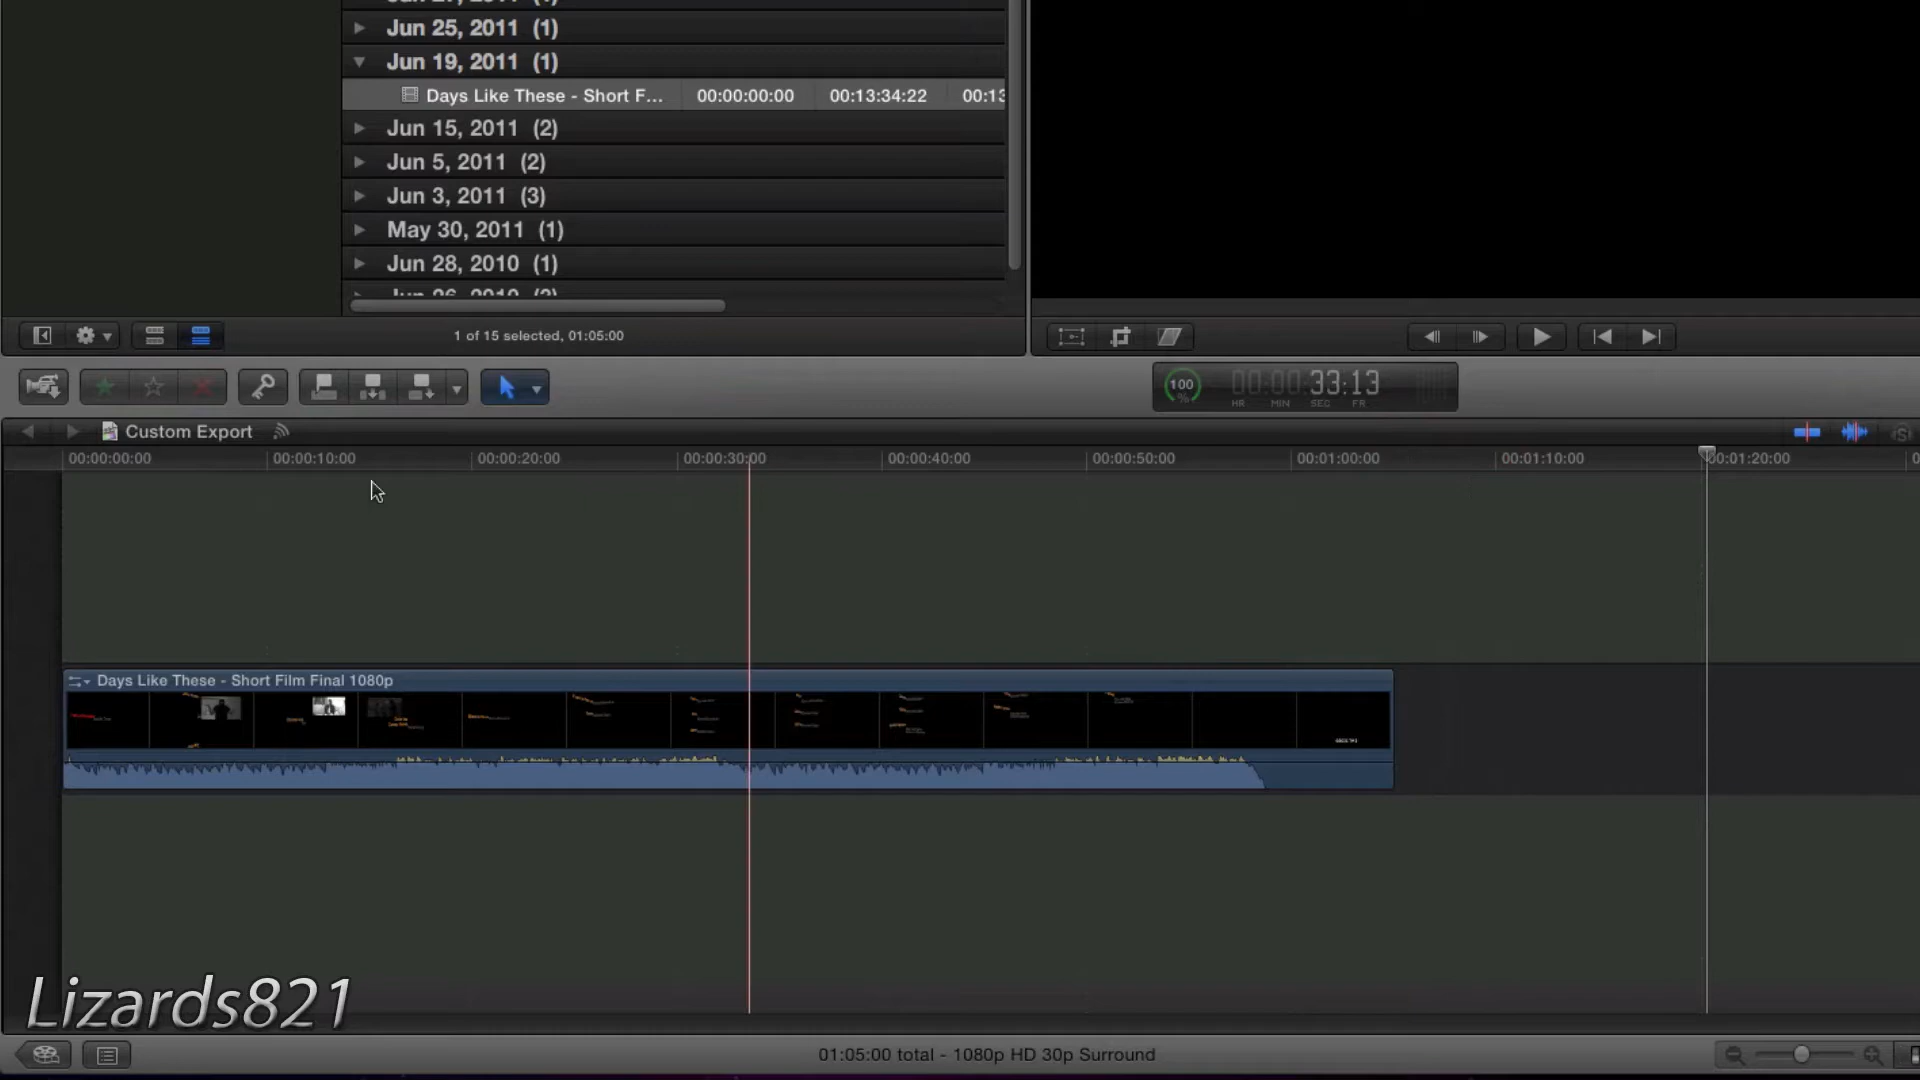 Jun 25, 2011 (1)
Jun 19, 2011 (1)
Days Like These - Short F... 00:00:00:00 00:13:34:22 00:13
Jun 15, 2011 (2)
Jun 5, 2011 (2)
Jun 3, 2011 (3)
May 30, 2011 (1)
Jun 28, 2010 (1)
Jun 26, 2010 (2)
1 of 15 selected, 01:05:00
100 % 00:00:33:13
HR MIN SEC FR
Custom Export
00:00:00:00 00:00:10:00 00:00:20:00 00:00:30:00 00:00:40:00 00:00:50:00 00:01:00:00 00:01:10:00 00:01:20:00
Days Like These - Short Film Final 1080p
Lizards821
01:05:00 total - 1080p HD 30p Surround